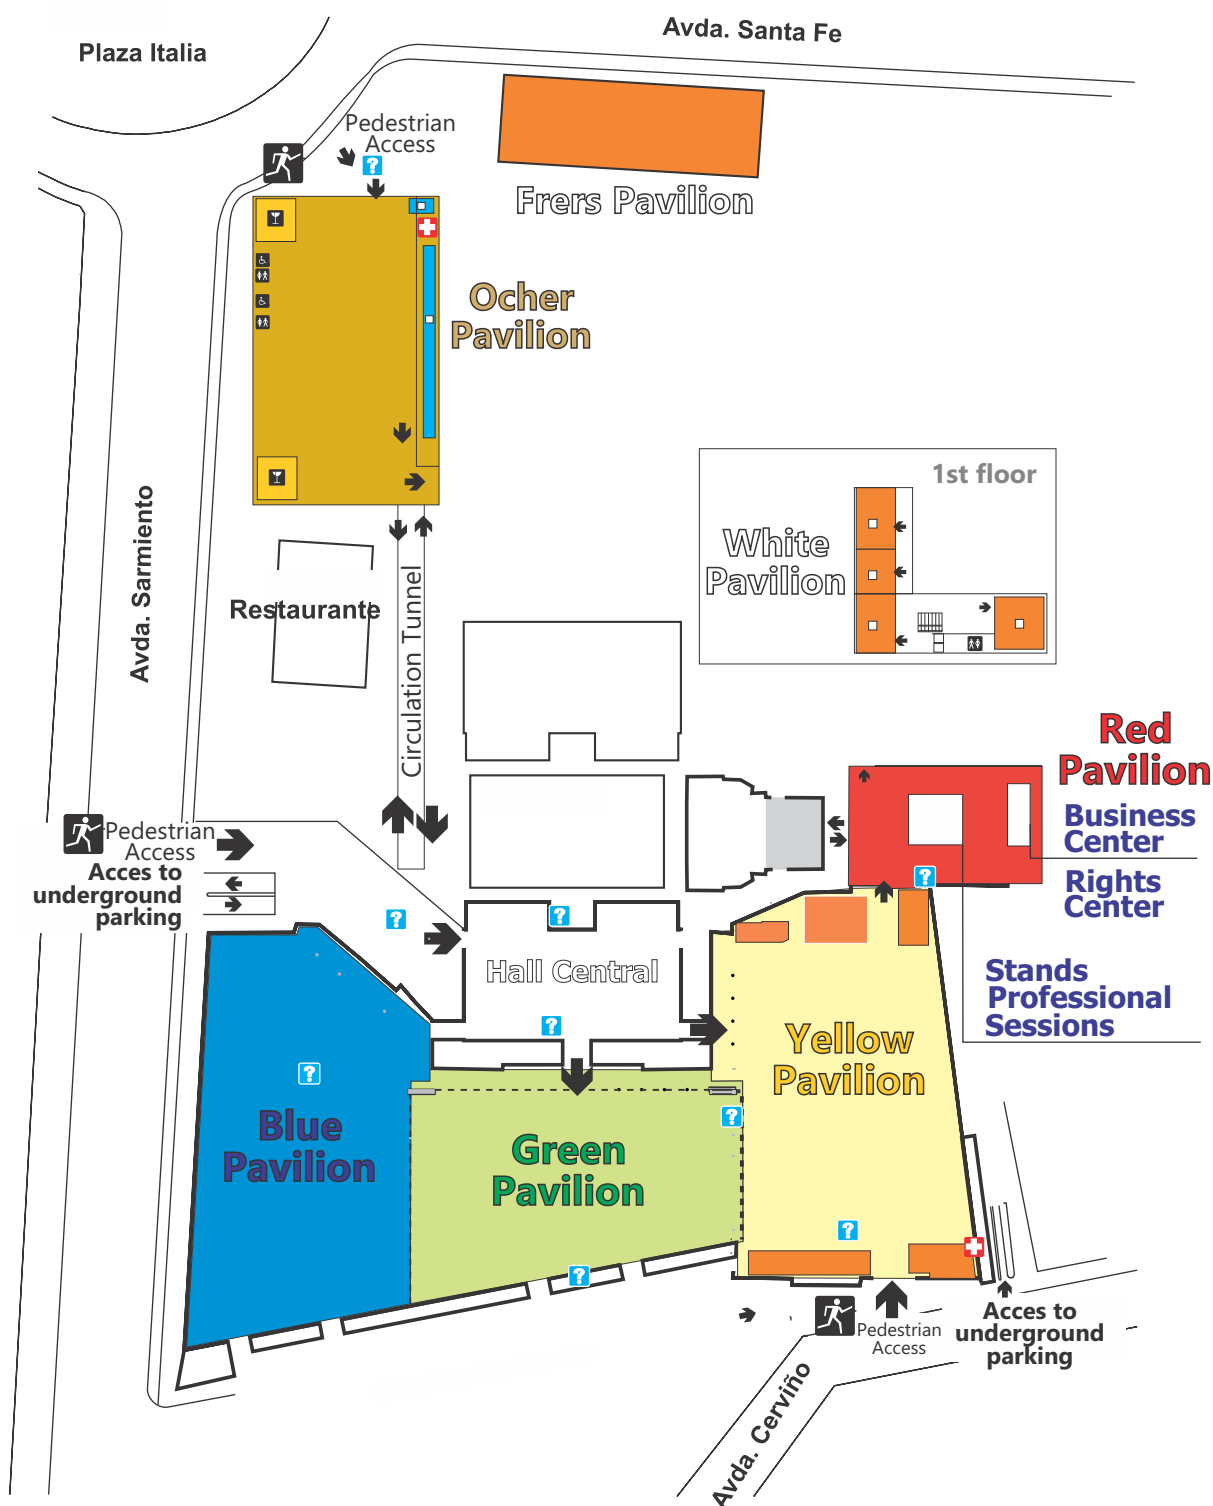 Plaza Italia
Avda. Santa Fe
Pedestrian
Access
?
Frers Pavilion
Ocher
Pavilion
Avda. Sarmiento
1st floor
White
Pavilion
Restaurante
Circulation Tunnel
Red
Pavilion
Business
Center
Pedestrian
Access
Acces to
underground
parking
?
Rights
Center
?
?
Hall Central
Stands
Professional
Sessions
?
Yellow
Pavilion
?
Blue
Pavilion
Green
Pavilion
?
?
?
Acces to
underground
parking
Pedestrian
Access
Avda. Cerviño